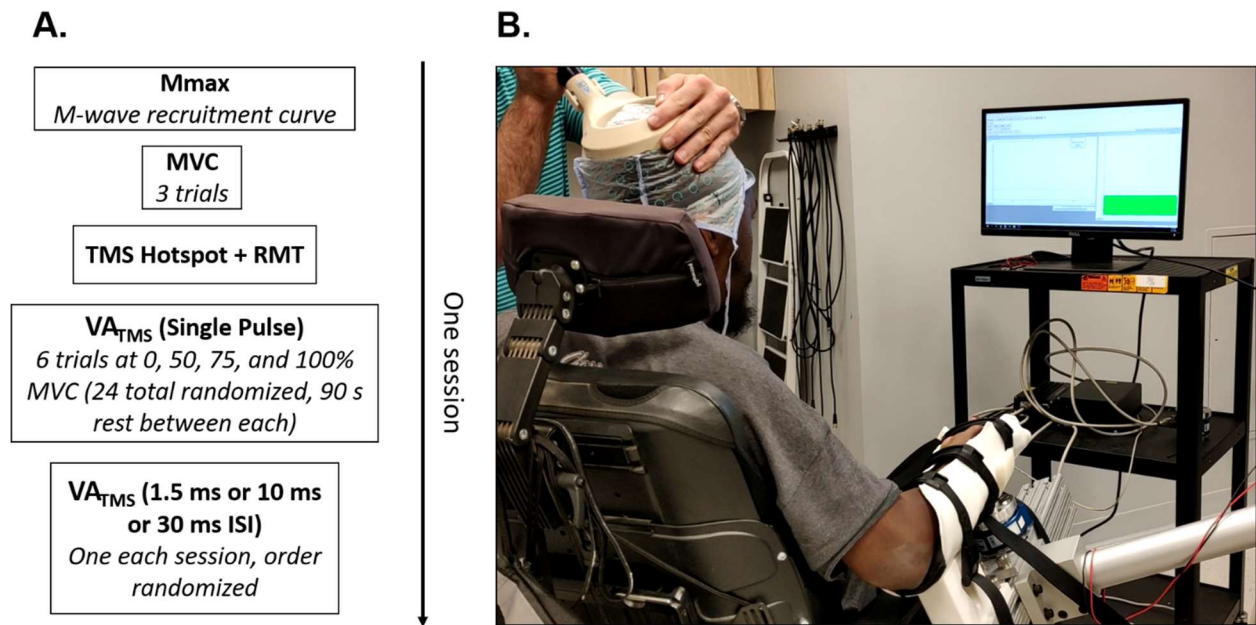 A.
Mmax
M-wave recruitment curve
MVC
3 trials
TMS Hotspot + RMT
VATMS (Single Pulse)
6 trials at 0, 50, 75, and 100%
MVC (24 total randomized, 90 s
rest between each)
VATMS (1.5 ms or 10 ms
or 30 ms ISI)
One each session, order
randomized
One session
B.
DELL